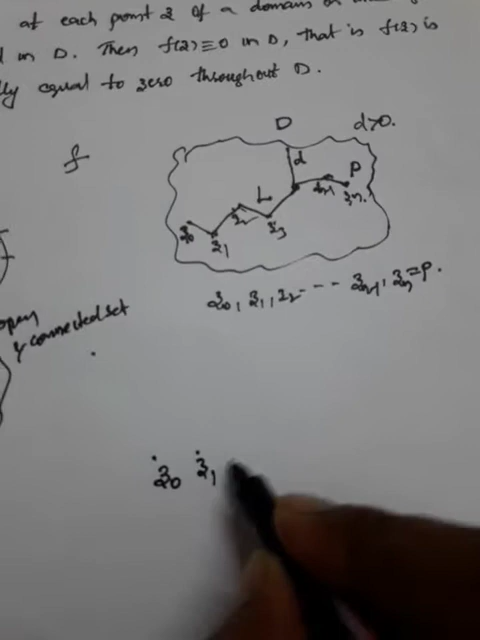 at each point z of a domain
in D. Then f(z)≡0 in D, that is f(z) is
equal to zero throughout D.
f
D
d>0.
d
L
P
z0
z1
z2
z3
zn-1
zn
z0, z1, z2 --- zn-1, zn=P.
open
& connected set
z0 z1